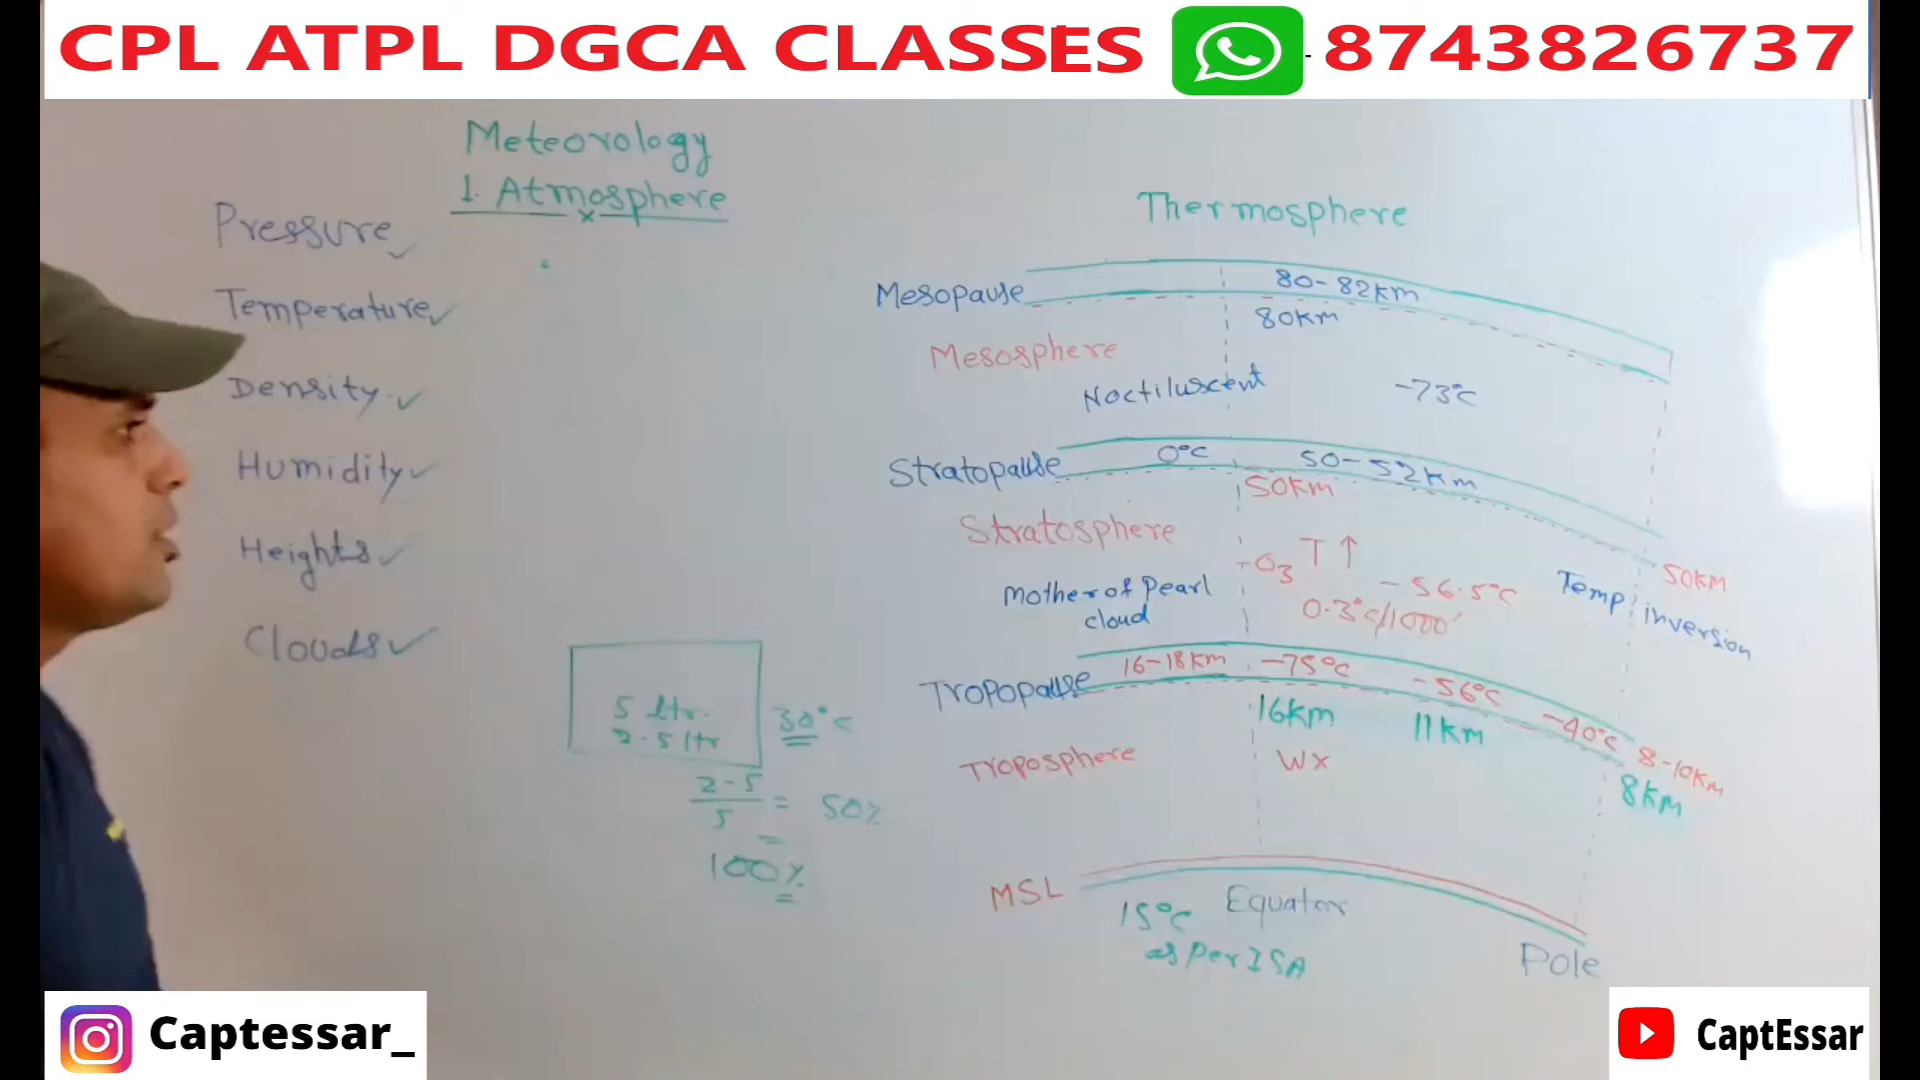 CPL ATPL DGCA CLASSES - 8743826737
Meteorology
1. Atmosphere
x
Pressure ✓
Temperature ✓
Density ✓
Humidity ✓
Heights ✓
Clouds ✓
5 ltr.
2.5 ltr
30°C
2.5/5 = 50%
=
100%
Thermosphere
Mesopause 80-82KM
80KM
Mesosphere
Noctiluscent -73°C
Stratopause 0°C 50-52KM
50KM
Stratosphere
O3 T↑
50KM
-56.5°C
0.3°C/1000'
Mother of Pearl
cloud
Temp inversion
Tropopause 16-18KM -75°C -56°C -40°C 8-10KM
16KM 11KM 8KM
Troposphere WX
MSL
15°C Equator
as Per ISA
Pole
Captessar_
CaptEssar